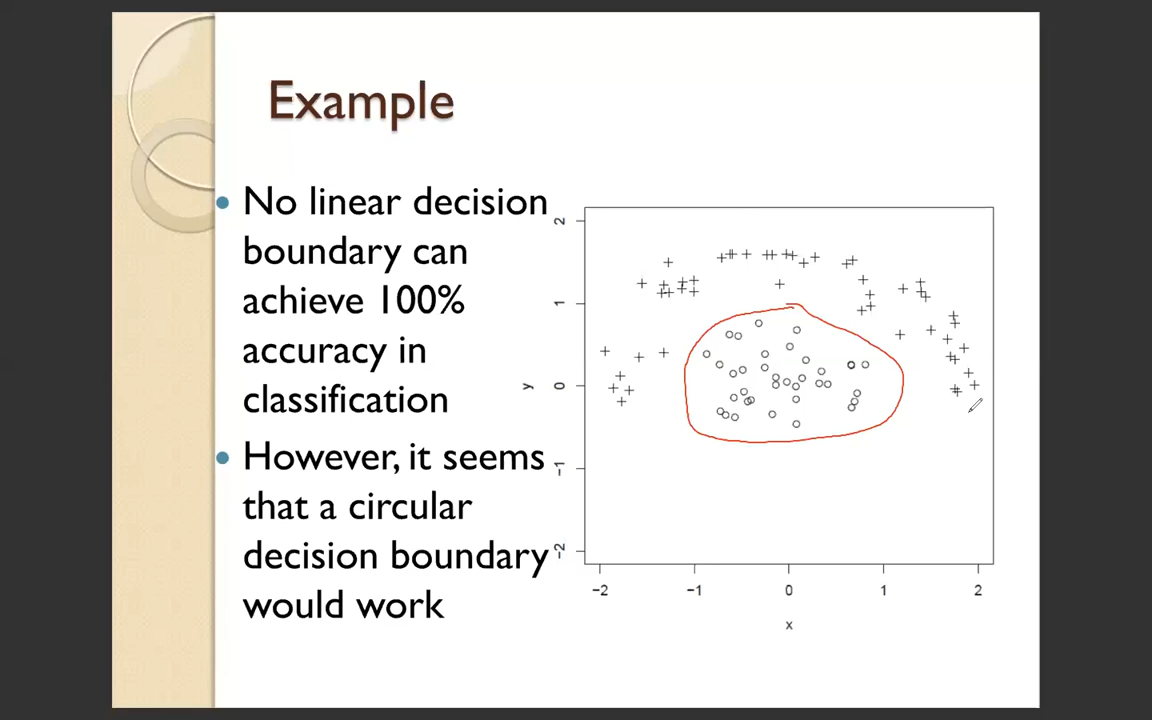 Example
No linear decision
boundary can
achieve 100%
accuracy in
classification
However, it seems
that a circular
decision boundary
would work
2
1
0
−1
−2
y
−2 −1 0 1 2
x